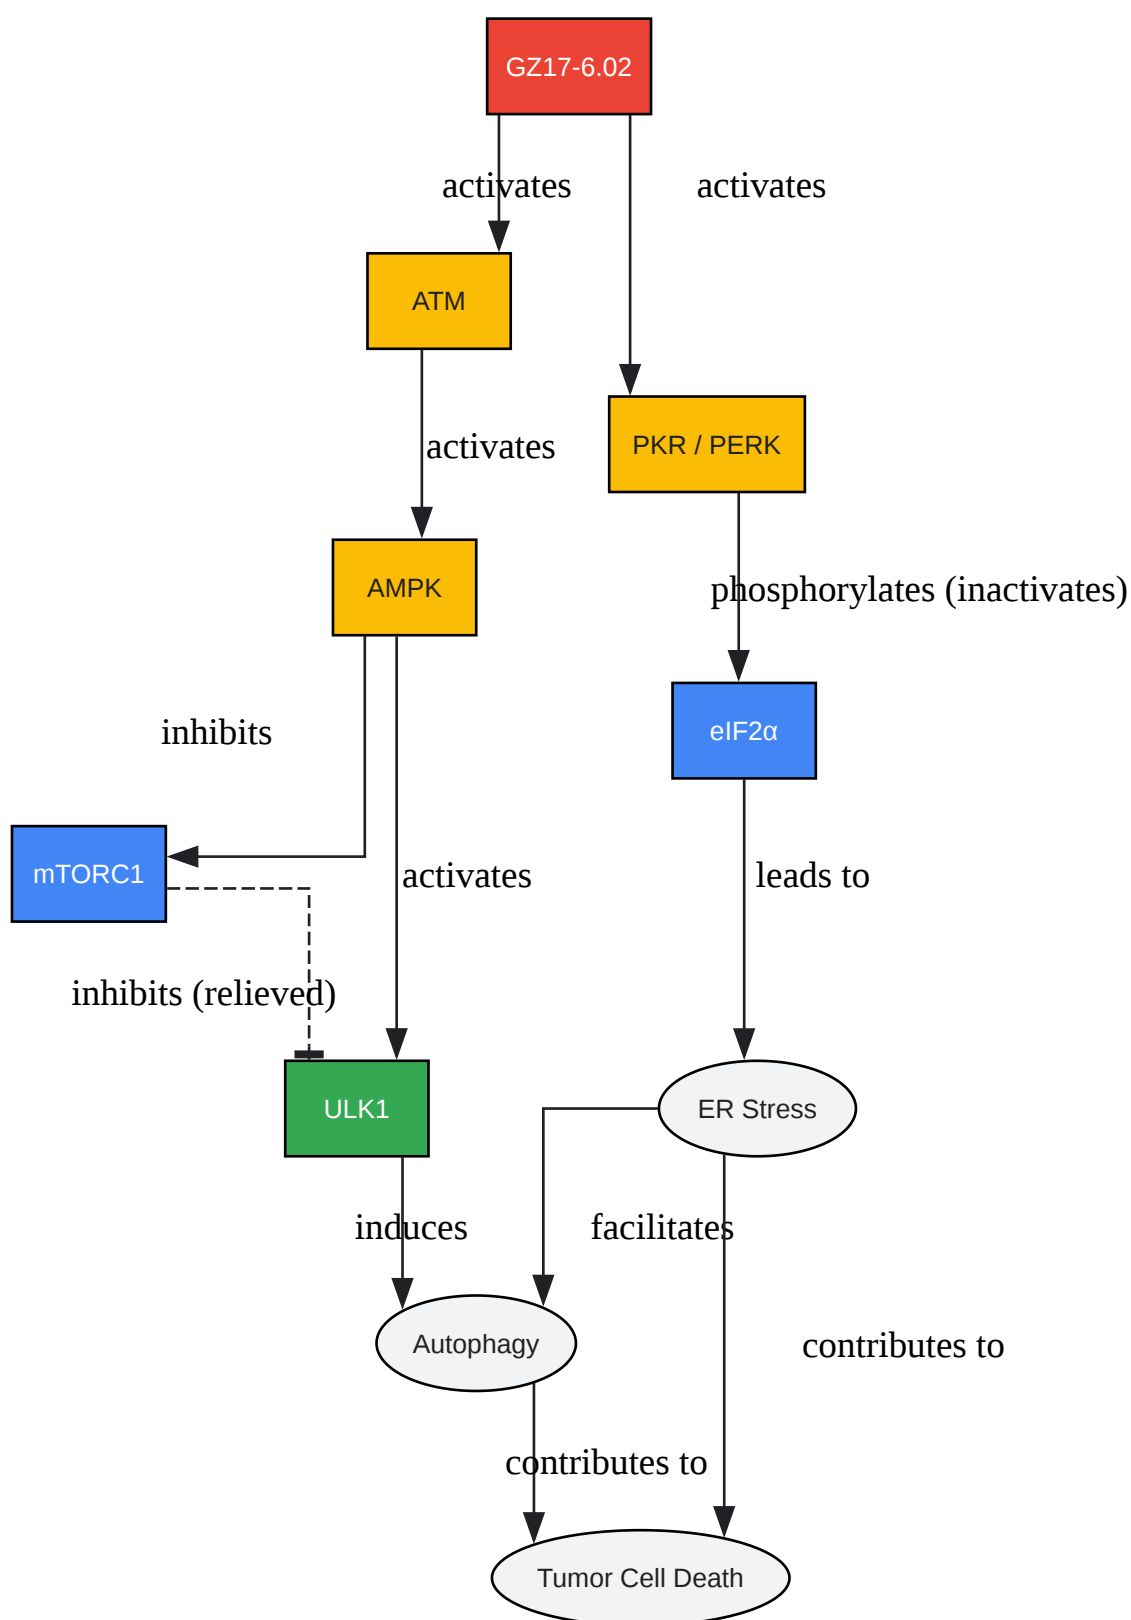 GZ17-6.02
activates
activates
ATM
activates
PKR / PERK
AMPK
phosphorylates (inactivates)
inhibits
eIF2α
mTORC1
activates
leads to
inhibits (relieved)
ULK1
ER Stress
induces
facilitates
Autophagy
contributes to
contributes to
Tumor Cell Death